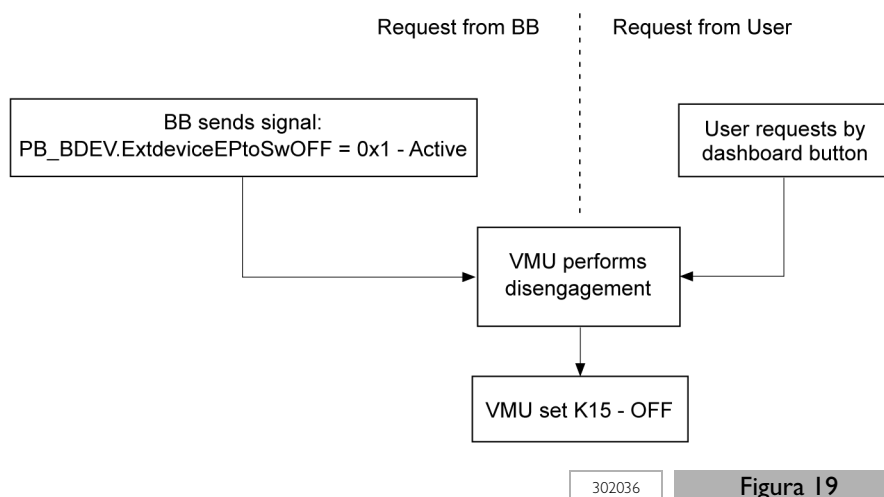 Request from BB
Request from User
BB sends signal:
PB_BDEV.ExtdeviceEPtoSwOFF = 0x1 - Active
User requests by
dashboard button
VMU performs
disengagement
VMU set K15 - OFF
302036
Figura 19